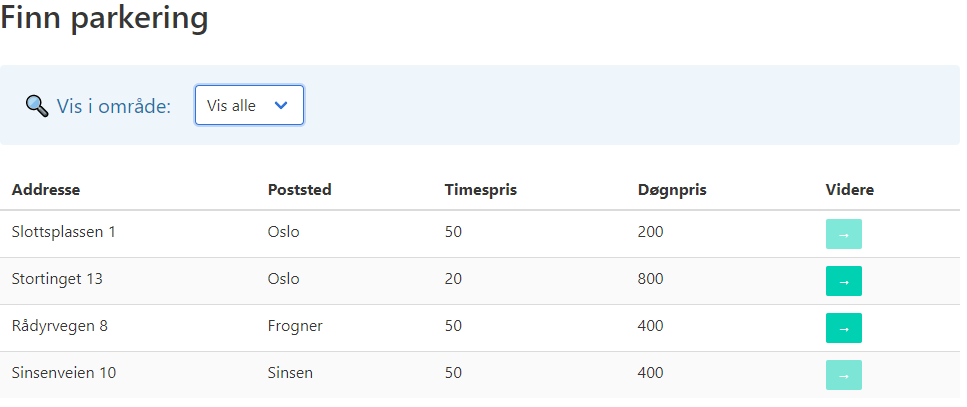 Finn parkering
🔍 Vis i område: Vis alle
Addresse Poststed Timespris Døgnpris Videre
Slottsplassen 1 Oslo 50 200 →
Stortinget 13 Oslo 20 800 →
Rådyrvegen 8 Frogner 50 400 →
Sinsenveien 10 Sinsen 50 400 →